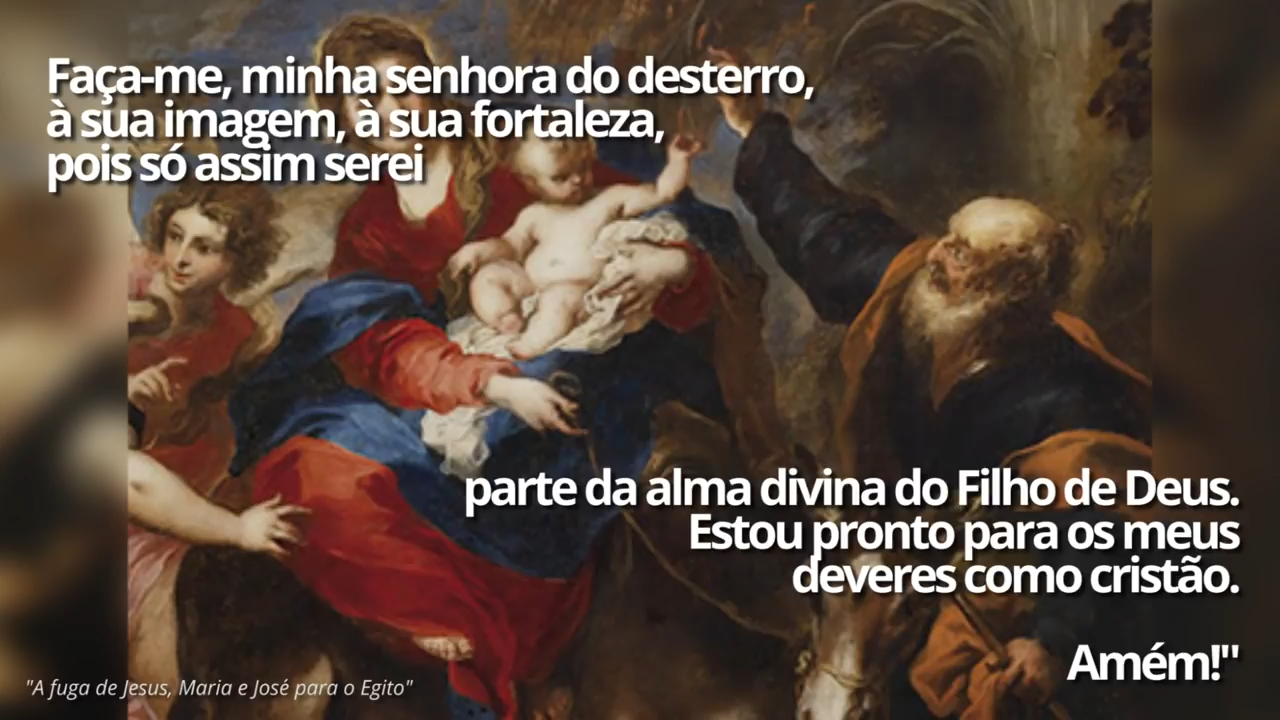 Faça-me, minha senhora do desterro,
à sua imagem, à sua fortaleza,
pois só assim serei
parte da alma divina do Filho de Deus.
Estou pronto para os meus
deveres como cristão.
Amém!"
"A fuga de Jesus, Maria e José para o Egito"